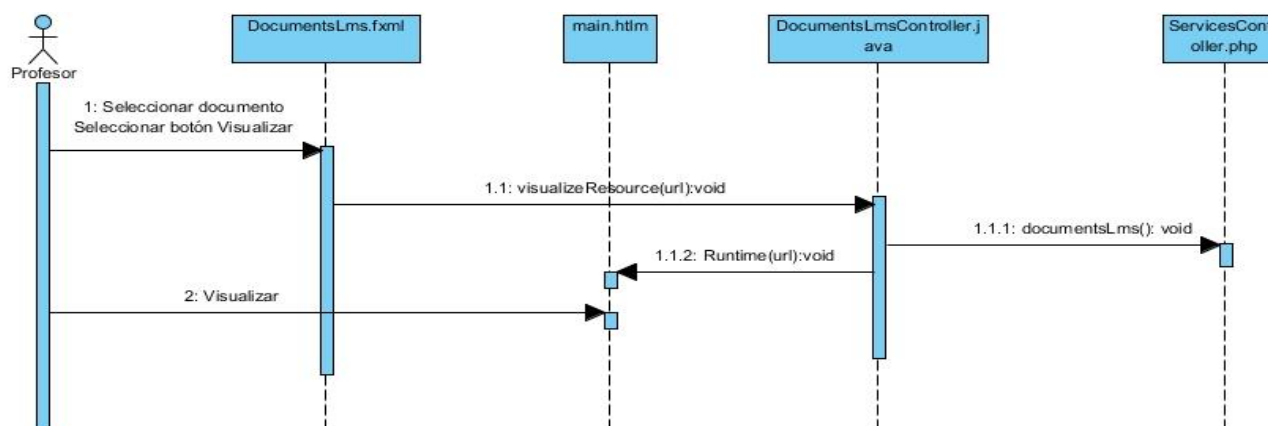 DocumentsLms.fxml
main.htlm
DocumentsLmsController.j
ava
ServicesCont
oller.php
Profesor
1: Seleccionar documento
Seleccionar botón Visualizar
1.1: visualizeResource(url):void
1.1.1: documentsLms(): void
1.1.2: Runtime(url):void
2: Visualizar